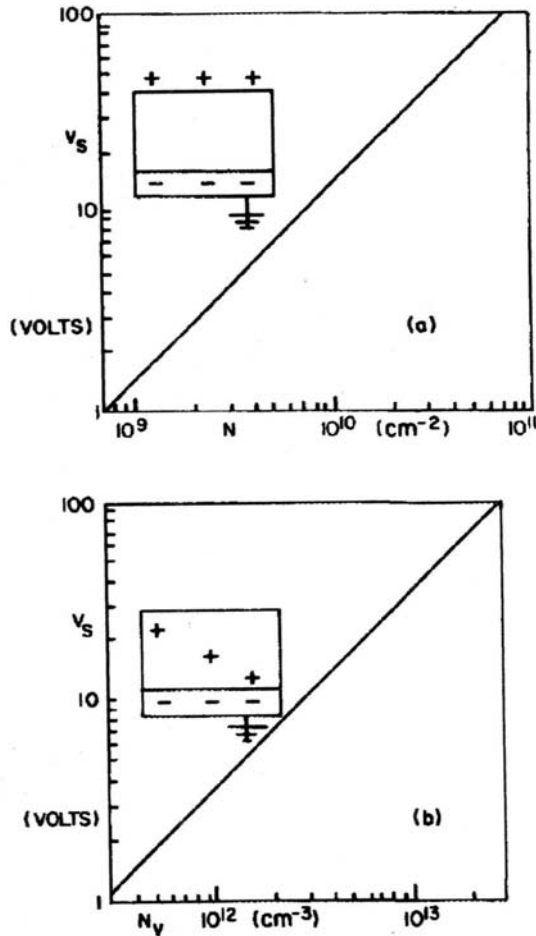 100
+ + +
V_S
- - -
10
(VOLTS)
(a)
1
10^9 N 10^10 (cm^-2) 10^11
100
V_S
+
+
+
- - -
10
(VOLTS)
(b)
1
N_V 10^12 (cm^-3) 10^13